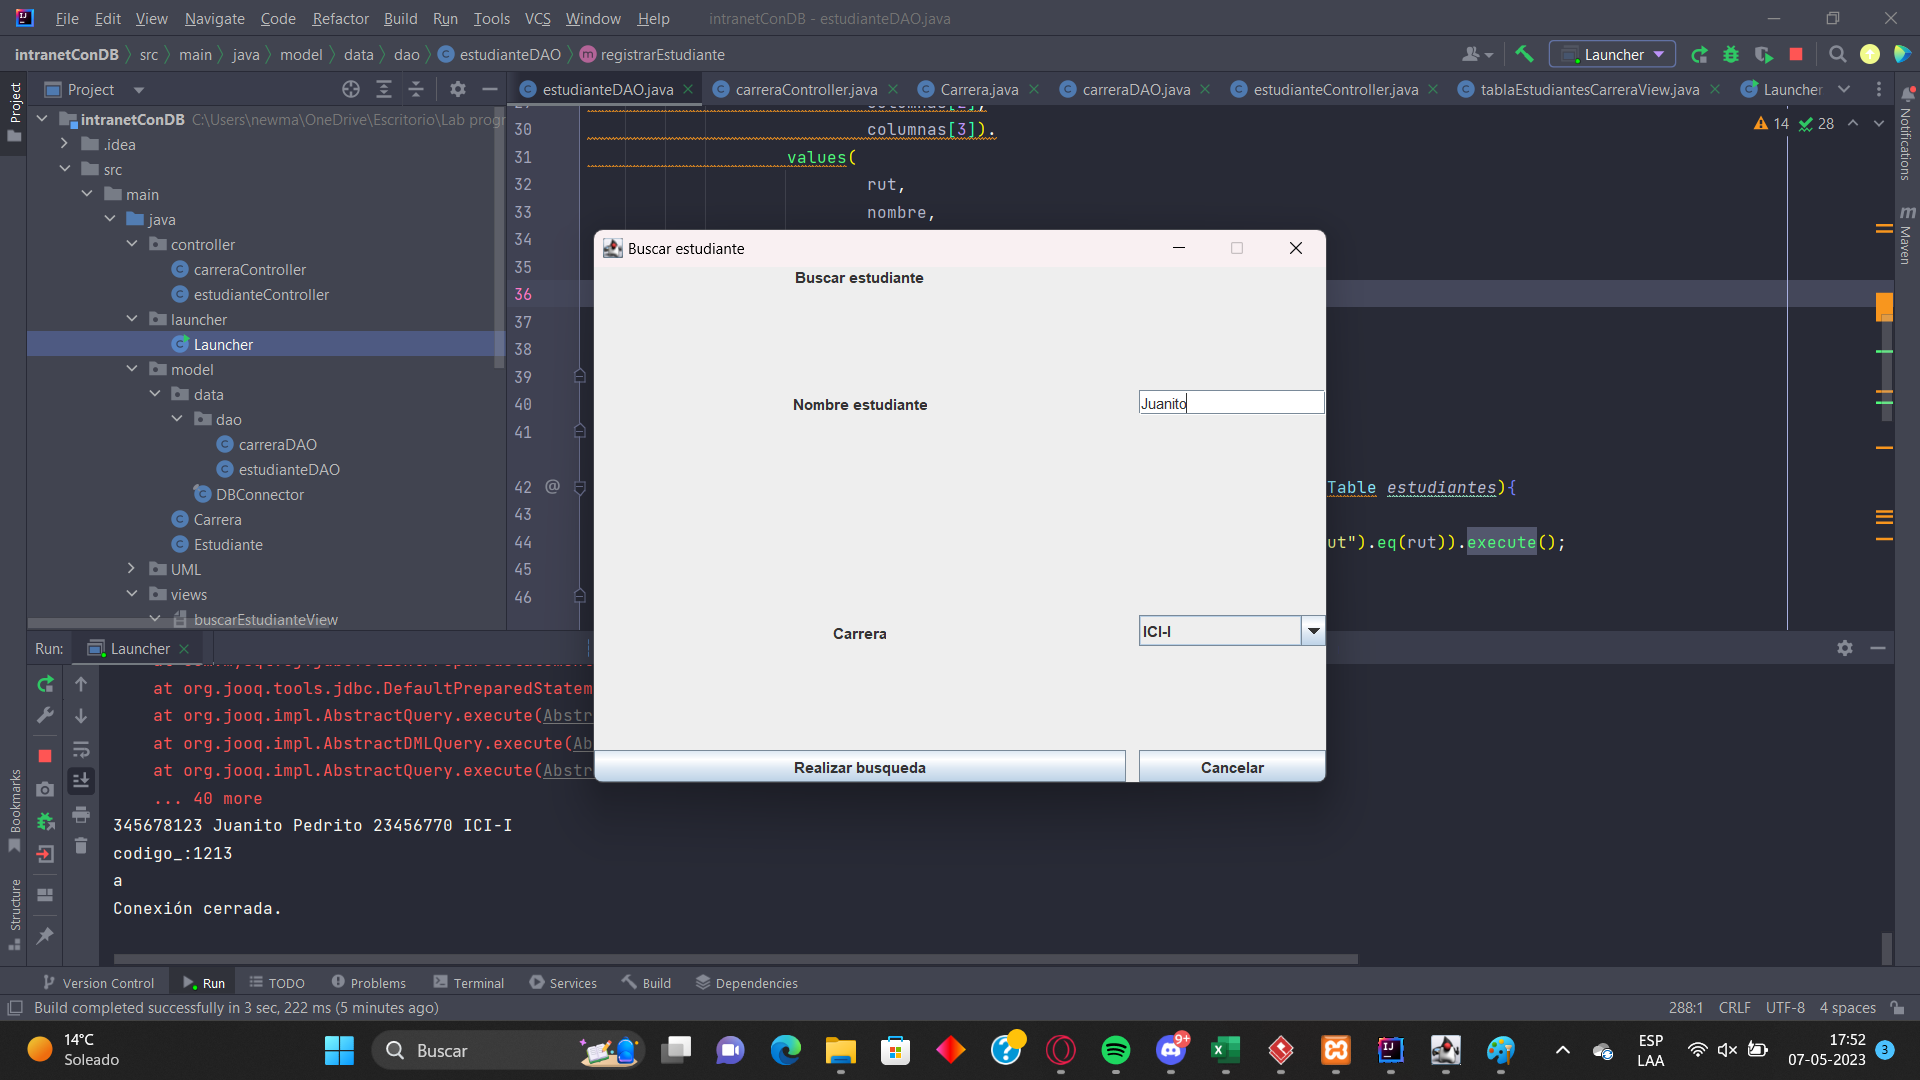 File Edit View Navigate Code Refactor Build Run Tools VCS Window Help intranetConDB - estudianteDAO.java
intranetConDB src main java model data dao estudianteDAO registrarEstudiante
Launcher
Project
estudianteDAO.java carreraController.java Carrera.java carreraDAO.java estudianteController.java tablaEstudiantesCarreraView.java Launcher
Project
Notifications
Maven
intranetConDB C:\Users\newma\OneDrive\Escritorio\Lab progr
.idea
src
main
java
controller
carreraController
estudianteController
launcher
Launcher
model
data
dao
carreraDAO
estudianteDAO
DBConnector
Carrera
Estudiante
UML
views
buscarEstudianteView
14 28
30 columnas[3]).
31 values(
32 rut,
33 nombre,
34
35
36
37
38
39
40
41
42 @ Table estudiantes){
43
44 ut").eq(rut)).execute();
45
46
Buscar estudiante
Buscar estudiante
Nombre estudiante Juanito
Carrera ICI-I
Realizar busqueda Cancelar
Run: Launcher
at org.jooq.tools.jdbc.DefaultPreparedStatem
at org.jooq.impl.AbstractQuery.execute(Abstr
at org.jooq.impl.AbstractDMLQuery.execute(Ab
at org.jooq.impl.AbstractQuery.execute(Abstr
... 40 more
345678123 Juanito Pedrito 23456770 ICI-I
codigo_:1213
a
Conexión cerrada.
Bookmarks
Structure
Version Control Run TODO Problems Terminal Services Build Dependencies
Build completed successfully in 3 sec, 222 ms (5 minutes ago) 288:1 CRLF UTF-8 4 spaces
14°C
Soleado
Buscar
9+
ESP
LAA
17:52
07-05-2023
3